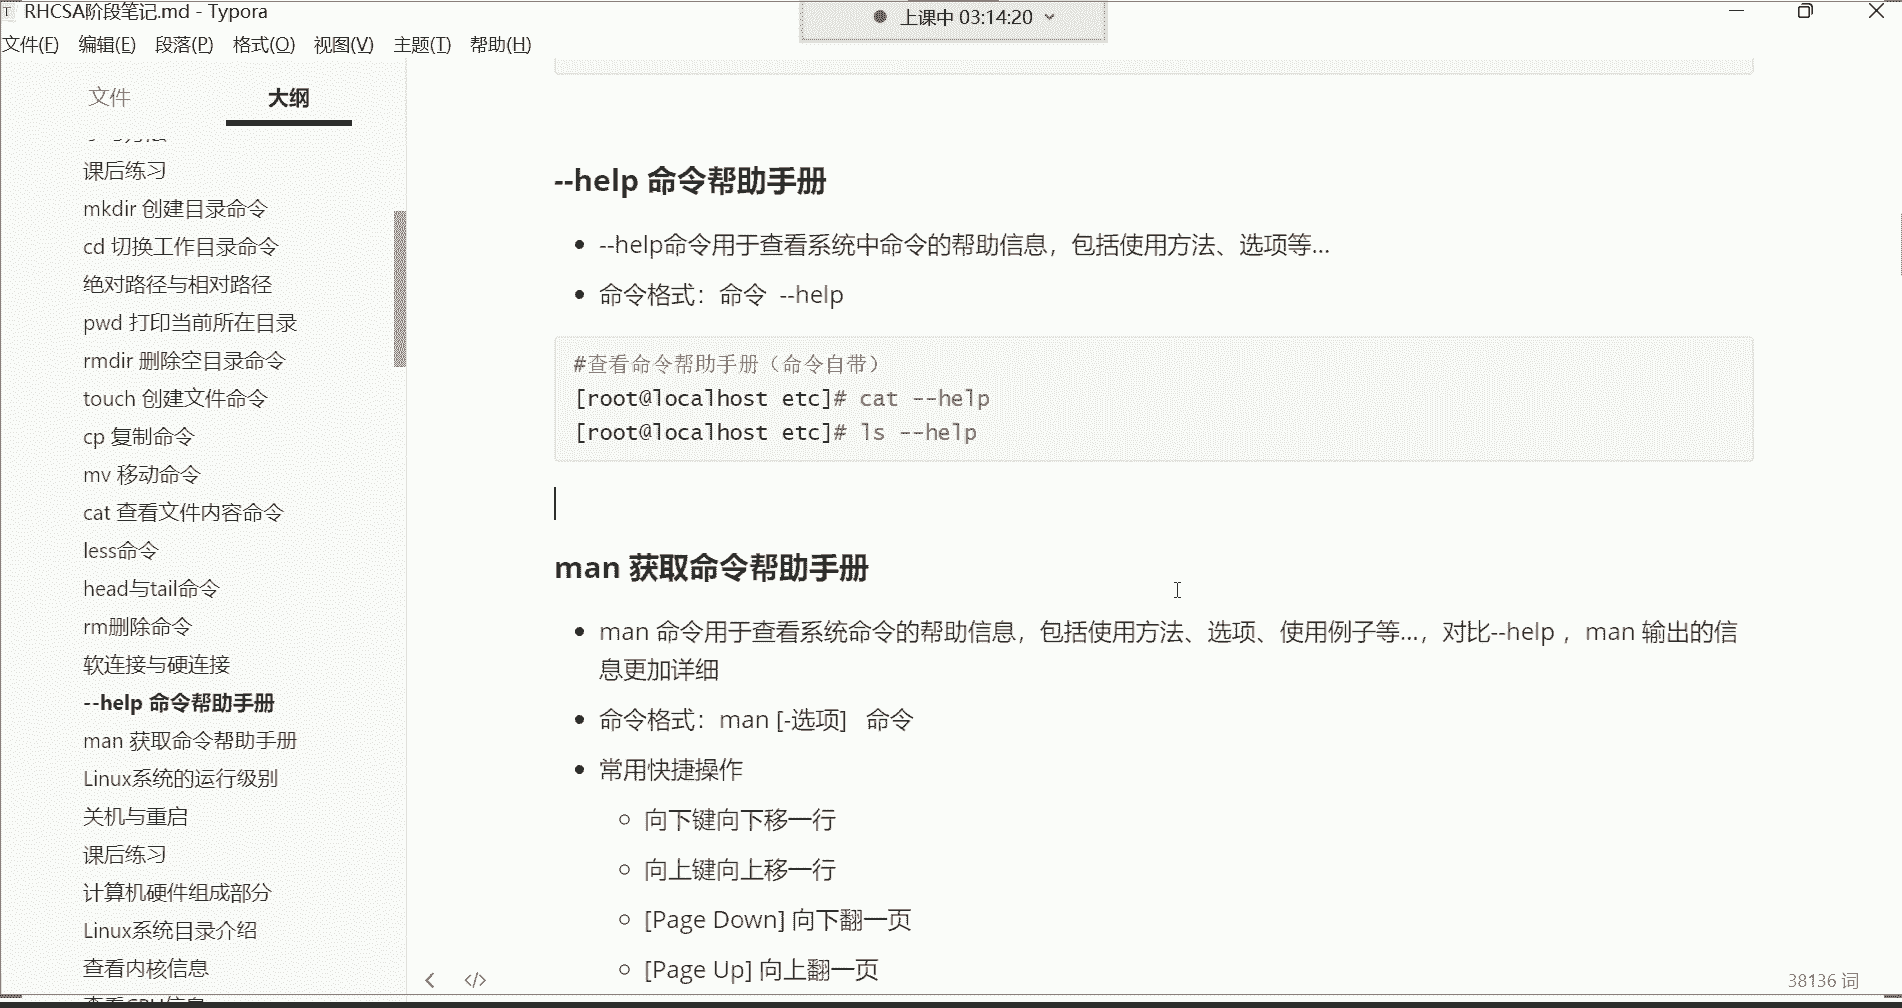 RHCSA阶段笔记.md - Typora
上课中 03:14:20
文件(F) 编辑(E) 段落(P) 格式(O) 视图(V) 主题(T) 帮助(H)
文件 大纲
课后练习
mkdir 创建目录命令
cd 切换工作目录命令
绝对路径与相对路径
pwd 打印当前所在目录
rmdir 删除空目录命令
touch 创建文件命令
cp 复制命令
mv 移动命令
cat 查看文件内容命令
less命令
head与tail命令
rm删除命令
软连接与硬连接
--help 命令帮助手册
man 获取命令帮助手册
Linux系统的运行级别
关机与重启
课后练习
计算机硬件组成部分
Linux系统目录介绍
查看内核信息
--help 命令帮助手册
--help命令用于查看系统中命令的帮助信息，包括使用方法、选项等...
命令格式：命令 --help
#查看命令帮助手册（命令自带）
[root@localhost etc]# cat --help
[root@localhost etc]# ls --help
man 获取命令帮助手册
man 命令用于查看系统命令的帮助信息，包括使用方法、选项、使用例子等...，对比--help ，man 输出的信
息更加详细
命令格式：man [-选项] 命令
常用快捷操作
向下键向下移一行
向上键向上移一行
[Page Down] 向下翻一页
[Page Up] 向上翻一页
38136 词